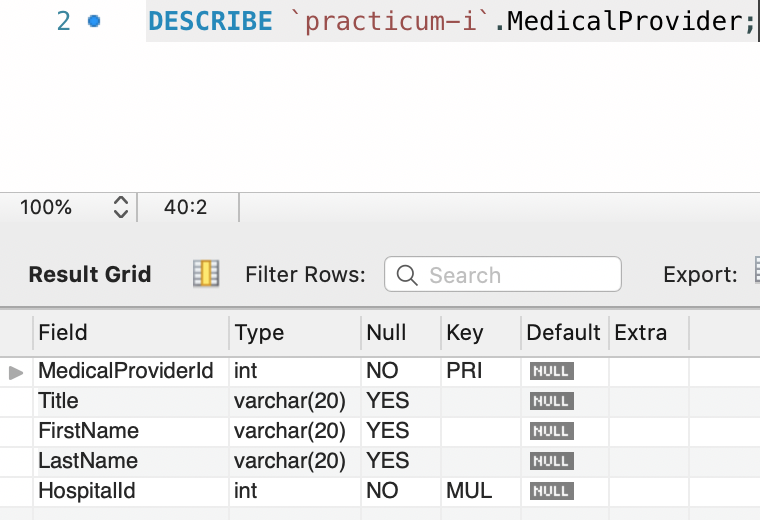 2 DESCRIBE `practicum-i`.MedicalProvider;
100% 40:2
Result Grid Filter Rows: Search Export:
Field Type Null Key Default Extra
MedicalProviderId int NO PRI NULL
Title varchar(20) YES NULL
FirstName varchar(20) YES NULL
LastName varchar(20) YES NULL
HospitalId int NO MUL NULL